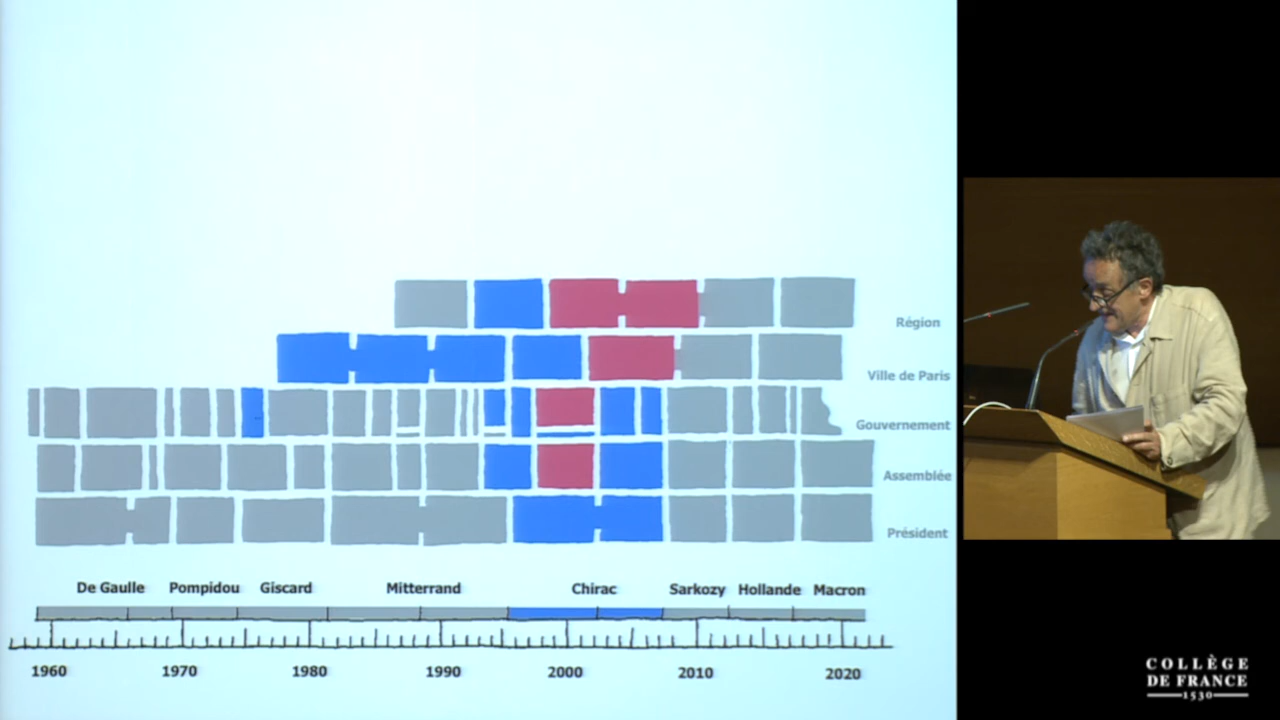 Région
Ville de Paris
Gouvernement
Assemblée
Président
De Gaulle Pompidou Giscard Mitterrand Chirac Sarkozy Hollande Macron
1960 1970 1980 1990 2000 2010 2020
COLLÈGE
DE FRANCE
1530